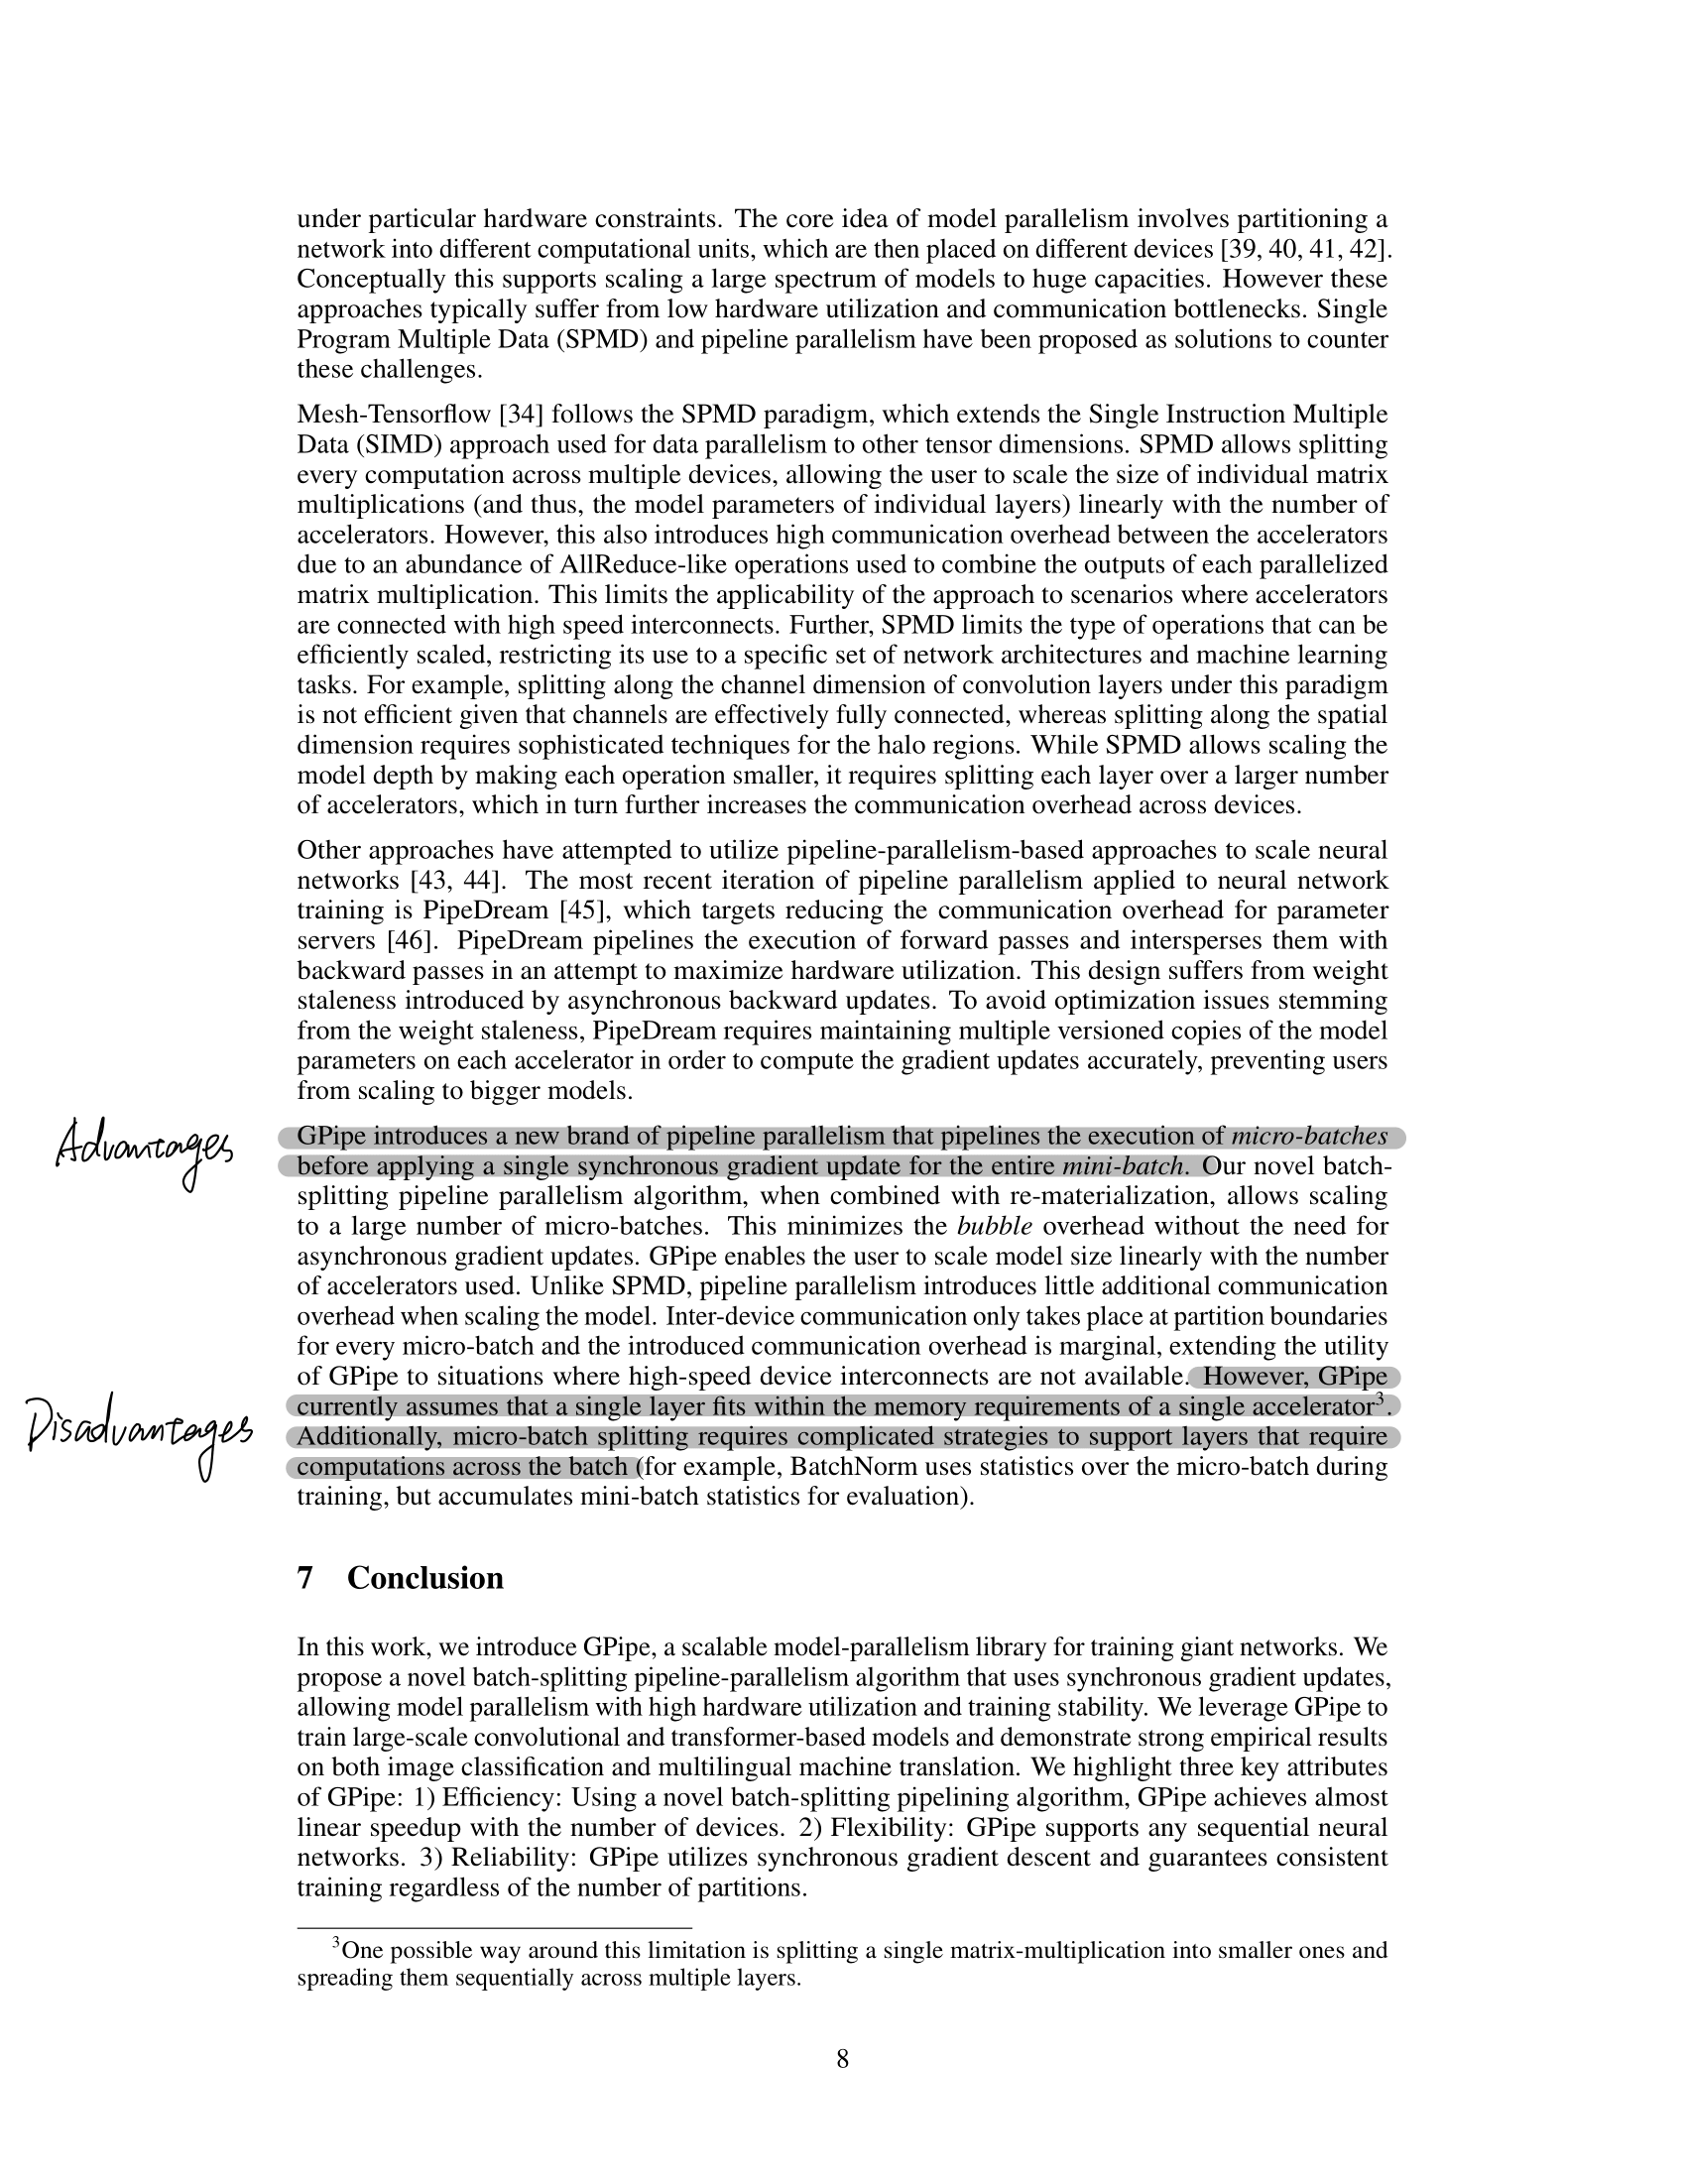 under particular hardware constraints. The core idea of model parallelism involves partitioning a
network into different computational units, which are then placed on different devices [39, 40, 41, 42].
Conceptually this supports scaling a large spectrum of models to huge capacities. However these
approaches typically suffer from low hardware utilization and communication bottlenecks. Single
Program Multiple Data (SPMD) and pipeline parallelism have been proposed as solutions to counter
these challenges.
Mesh-Tensorflow [34] follows the SPMD paradigm, which extends the Single Instruction Multiple
Data (SIMD) approach used for data parallelism to other tensor dimensions. SPMD allows splitting
every computation across multiple devices, allowing the user to scale the size of individual matrix
multiplications (and thus, the model parameters of individual layers) linearly with the number of
accelerators. However, this also introduces high communication overhead between the accelerators
due to an abundance of AllReduce-like operations used to combine the outputs of each parallelized
matrix multiplication. This limits the applicability of the approach to scenarios where accelerators
are connected with high speed interconnects. Further, SPMD limits the type of operations that can be
efficiently scaled, restricting its use to a specific set of network architectures and machine learning
tasks. For example, splitting along the channel dimension of convolution layers under this paradigm
is not efficient given that channels are effectively fully connected, whereas splitting along the spatial
dimension requires sophisticated techniques for the halo regions. While SPMD allows scaling the
model depth by making each operation smaller, it requires splitting each layer over a larger number
of accelerators, which in turn further increases the communication overhead across devices.
Other approaches have attempted to utilize pipeline-parallelism-based approaches to scale neural
networks [43, 44]. The most recent iteration of pipeline parallelism applied to neural network
training is PipeDream [45], which targets reducing the communication overhead for parameter
servers [46]. PipeDream pipelines the execution of forward passes and intersperses them with
backward passes in an attempt to maximize hardware utilization. This design suffers from weight
staleness introduced by asynchronous backward updates. To avoid optimization issues stemming
from the weight staleness, PipeDream requires maintaining multiple versioned copies of the model
parameters on each accelerator in order to compute the gradient updates accurately, preventing users
from scaling to bigger models.
Advantages
GPipe introduces a new brand of pipeline parallelism that pipelines the execution of micro-batches
before applying a single synchronous gradient update for the entire mini-batch. Our novel batch-
splitting pipeline parallelism algorithm, when combined with re-materialization, allows scaling
to a large number of micro-batches. This minimizes the bubble overhead without the need for
asynchronous gradient updates. GPipe enables the user to scale model size linearly with the number
of accelerators used. Unlike SPMD, pipeline parallelism introduces little additional communication
overhead when scaling the model. Inter-device communication only takes place at partition boundaries
for every micro-batch and the introduced communication overhead is marginal, extending the utility
of GPipe to situations where high-speed device interconnects are not available. However, GPipe
Disadvantages
currently assumes that a single layer fits within the memory requirements of a single accelerator3.
Additionally, micro-batch splitting requires complicated strategies to support layers that require
computations across the batch (for example, BatchNorm uses statistics over the micro-batch during
training, but accumulates mini-batch statistics for evaluation).
7 Conclusion
In this work, we introduce GPipe, a scalable model-parallelism library for training giant networks. We
propose a novel batch-splitting pipeline-parallelism algorithm that uses synchronous gradient updates,
allowing model parallelism with high hardware utilization and training stability. We leverage GPipe to
train large-scale convolutional and transformer-based models and demonstrate strong empirical results
on both image classification and multilingual machine translation. We highlight three key attributes
of GPipe: 1) Efficiency: Using a novel batch-splitting pipelining algorithm, GPipe achieves almost
linear speedup with the number of devices. 2) Flexibility: GPipe supports any sequential neural
networks. 3) Reliability: GPipe utilizes synchronous gradient descent and guarantees consistent
training regardless of the number of partitions.
3One possible way around this limitation is splitting a single matrix-multiplication into smaller ones and
spreading them sequentially across multiple layers.
8